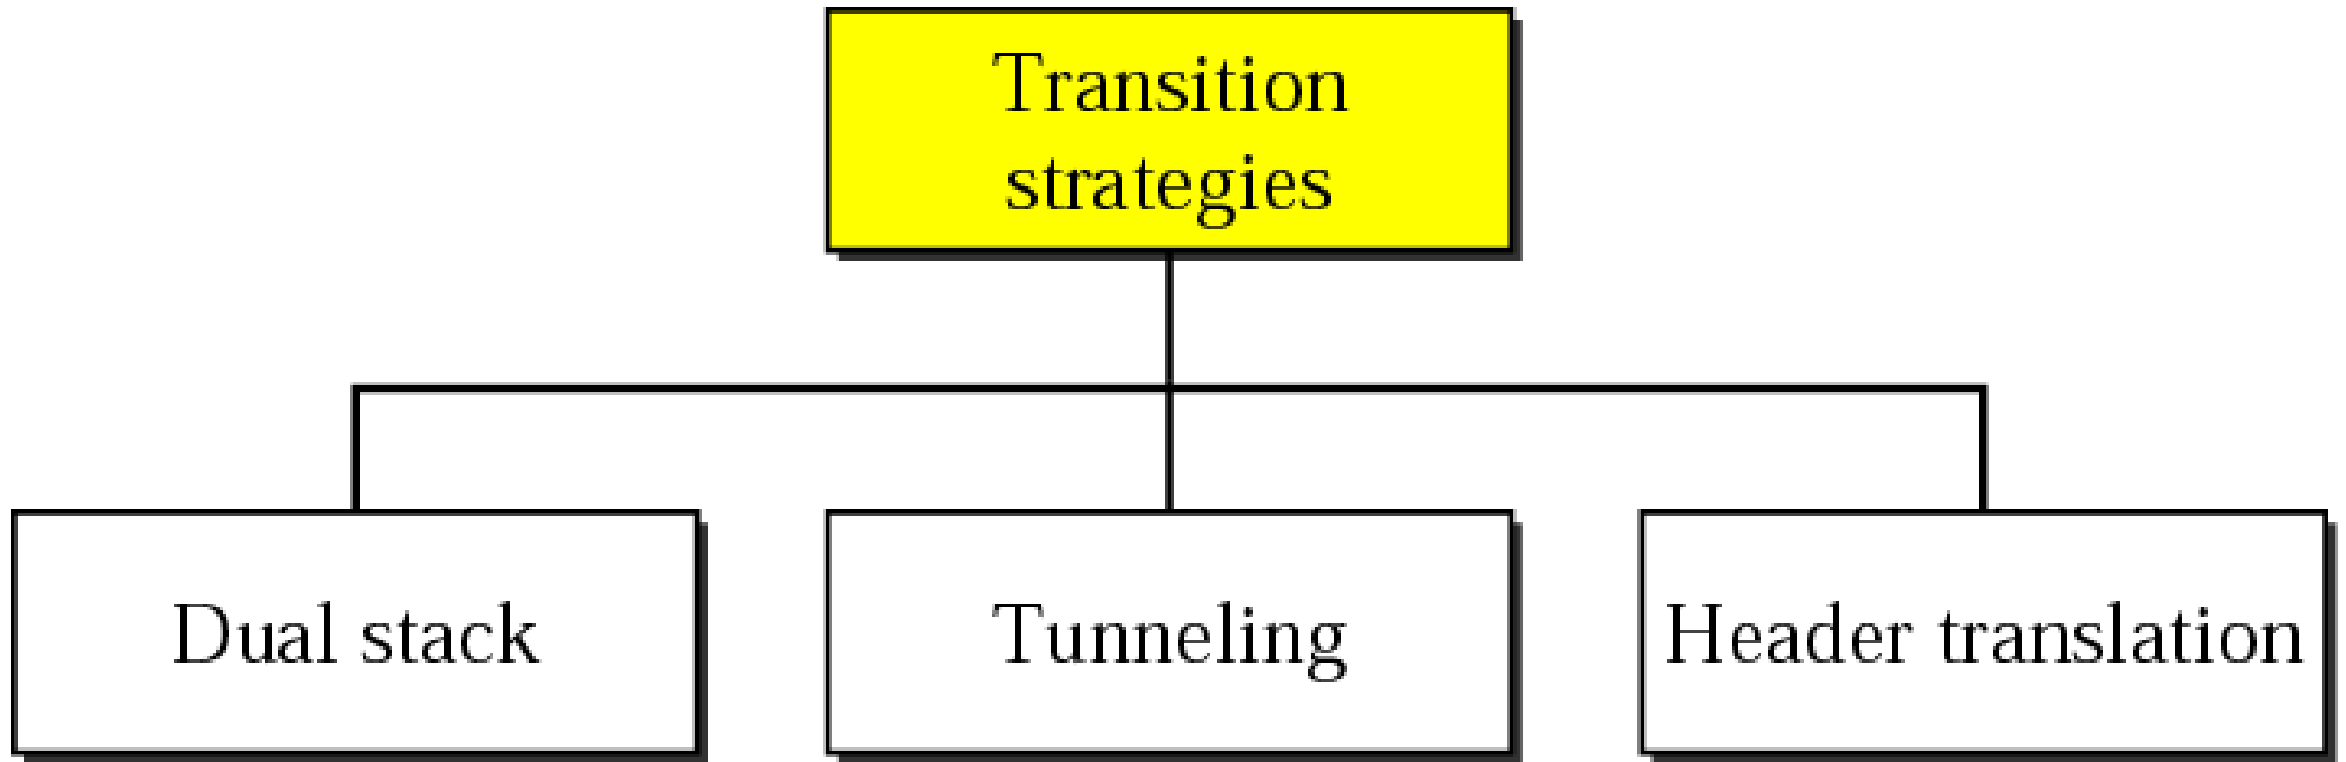 Transition
strategies
Dual stack
Tunneling
Header translation